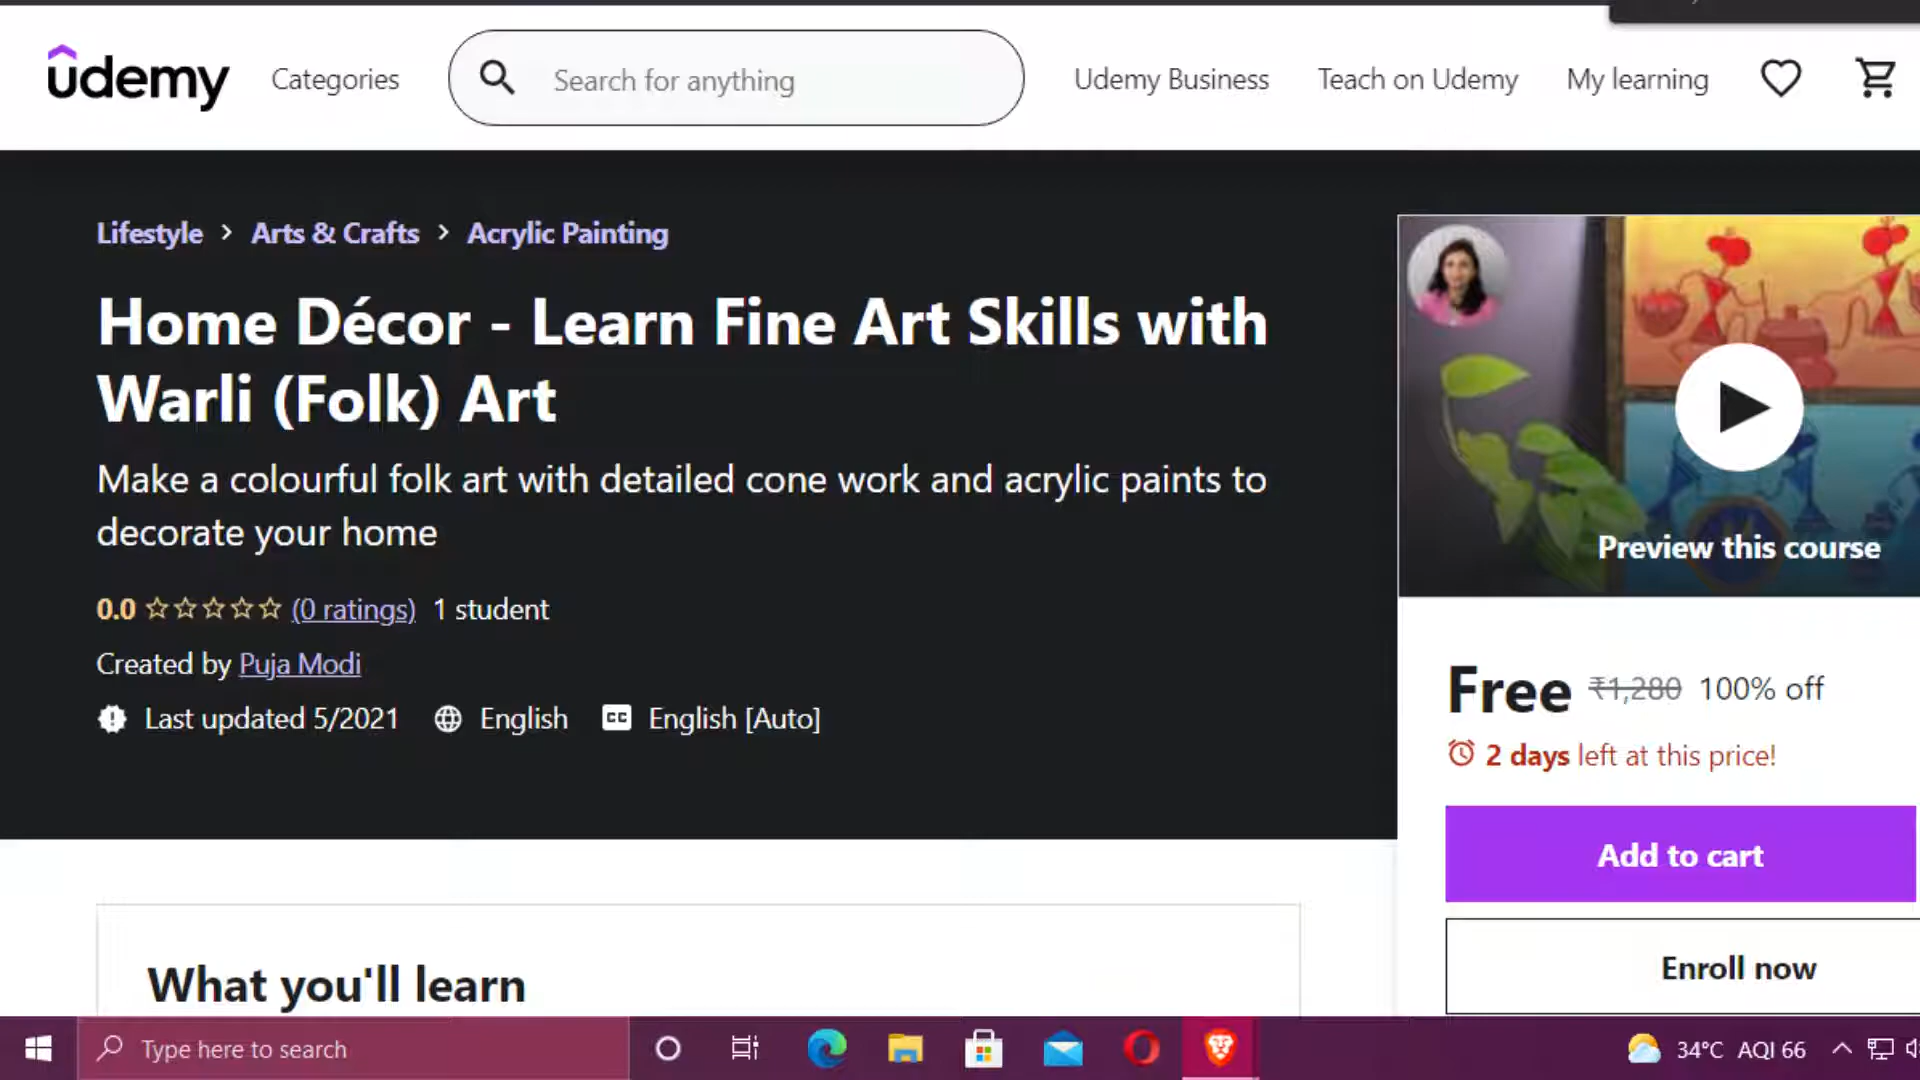 udemy Categories Search for anything Udemy Business Teach on Udemy My learning
Lifestyle > Arts & Crafts > Acrylic Painting
Home Décor - Learn Fine Art Skills with
Warli (Folk) Art
Make a colourful folk art with detailed cone work and acrylic paints to
decorate your home
0.0 (0 ratings) 1 student
Created by Puja Modi
Last updated 5/2021 English CC English [Auto]
Preview this course
Free ₹1,280 100% off
2 days left at this price!
Add to cart
Enroll now
What you'll learn
Type here to search 34°C AQI 66